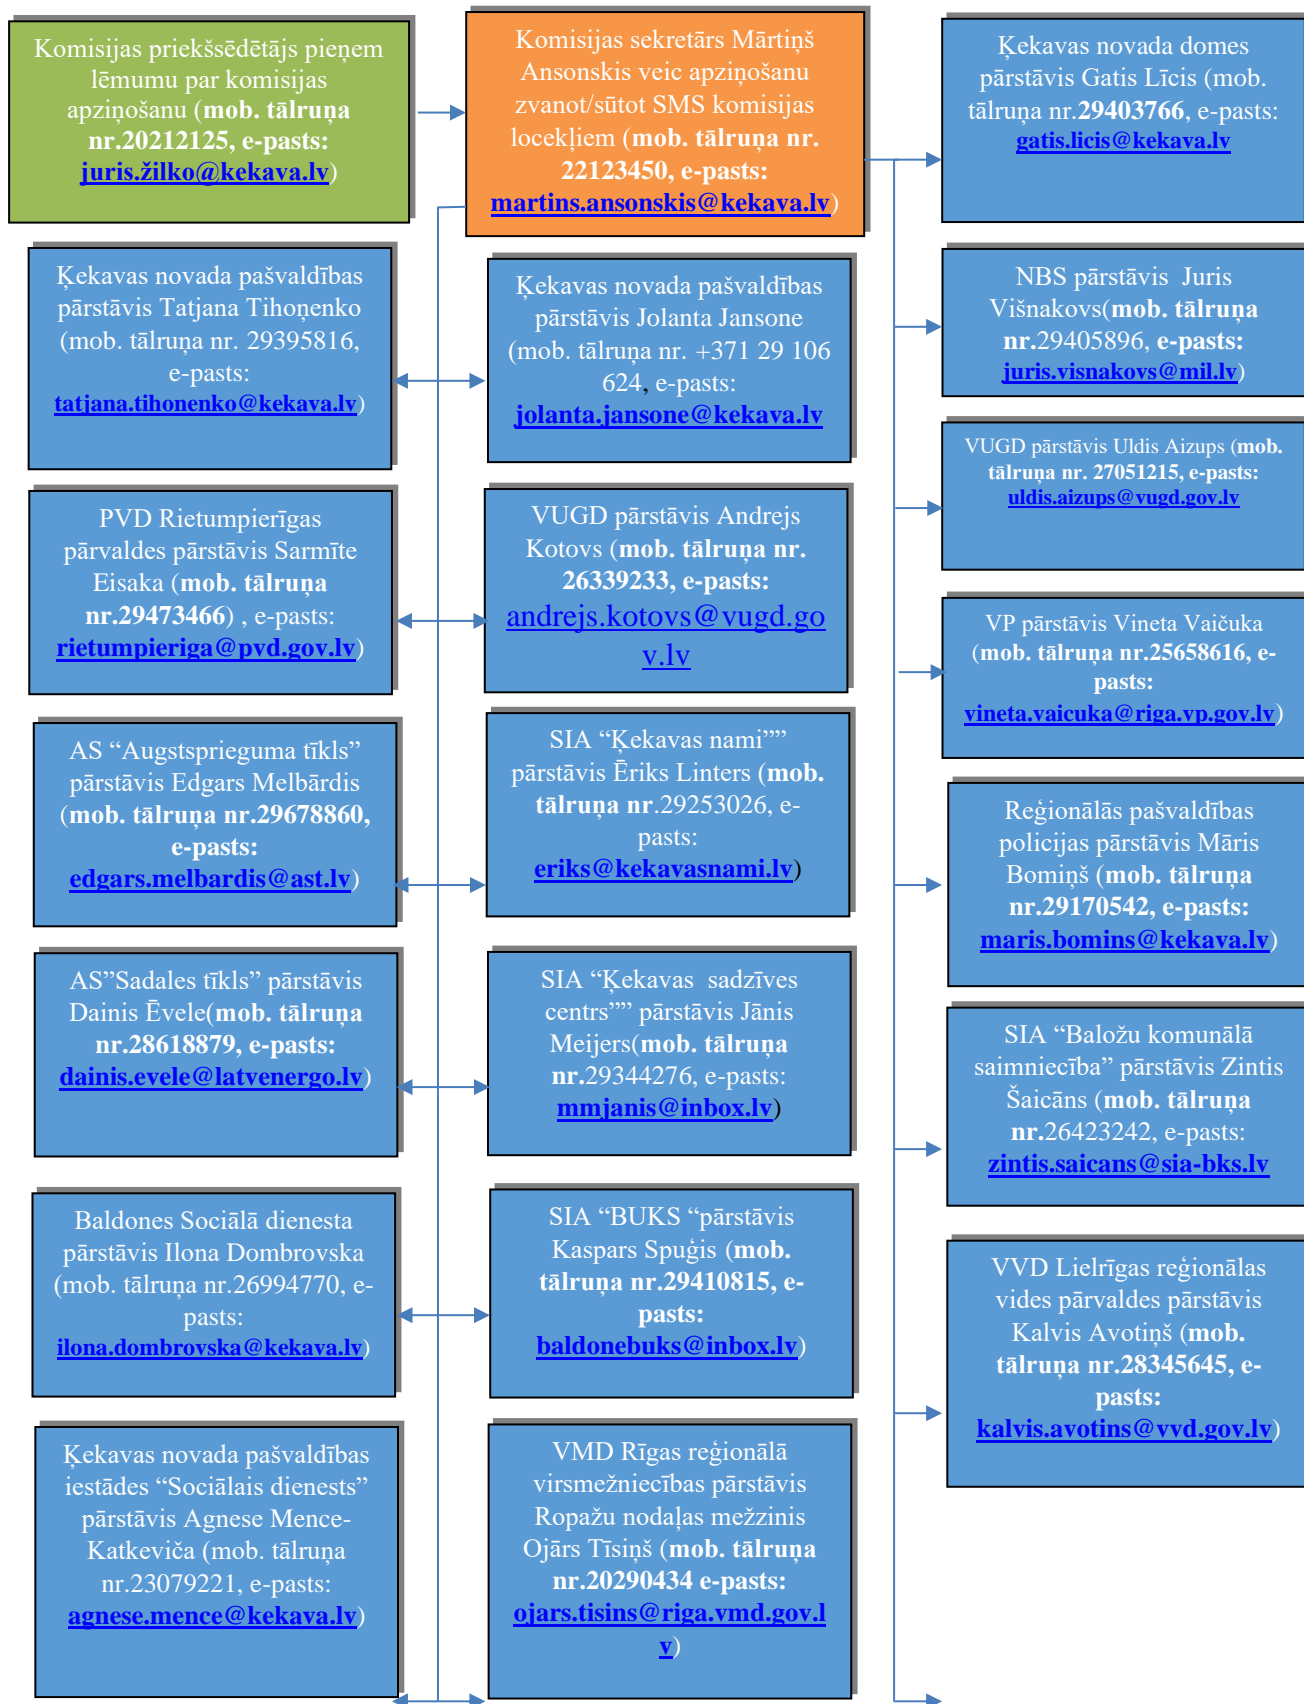 Komisijas priekšsēdētājs pieņem
lēmumu par komisijas
apziņošanu (mob. tālruņa
nr.20212125, e-pasts:
juris.žilko@kekava.lv)
Komisijas sekretārs Mārtiņš
Ansonskis veic apziņošanu
zvanot/sūtot SMS komisijas
locekļiem (mob. tālruņa nr.
22123450, e-pasts:
martins.ansonskis@kekava.lv)
Ķekavas novada domes
pārstāvis Gatis Līcis (mob.
tālruņa nr.29403766, e-pasts:
gatis.licis@kekava.lv
Ķekavas novada pašvaldības
pārstāvis Tatjana Tihoņenko
(mob. tālruņa nr. 29395816,
e-pasts:
tatjana.tihonenko@kekava.lv)
Ķekavas novada pašvaldības
pārstāvis Jolanta Jansone
(mob. tālruņa nr. +371 29 106
624, e-pasts:
jolanta.jansone@kekava.lv
NBS pārstāvis  Juris
Višnakovs(mob. tālruņa
nr.29405896, e-pasts:
juris.visnakovs@mil.lv)
VUGD pārstāvis Uldis Aizups (mob.
tālruņa nr. 27051215, e-pasts:
uldis.aizups@vugd.gov.lv
PVD Rietumpierīgas
pārvaldes pārstāvis Sarmīte
Eisaka (mob. tālruņa
nr.29473466) , e-pasts:
rietumpieriga@pvd.gov.lv)
VUGD pārstāvis Andrejs
Kotovs (mob. tālruņa nr.
26339233, e-pasts:
andrejs.kotovs@vugd.go
v.lv
VP pārstāvis Vineta Vaičuka
(mob. tālruņa nr.25658616, e-
pasts:
vineta.vaicuka@riga.vp.gov.lv)
AS “Augstsprieguma tīkls”
pārstāvis Edgars Melbārdis
(mob. tālruņa nr.29678860,
e-pasts:
edgars.melbardis@ast.lv)
SIA “Ķekavas nami””
pārstāvis Ēriks Linters (mob.
tālruņa nr.29253026, e-
pasts:
eriks@kekavasnami.lv)
Reģionālās pašvaldības
policijas pārstāvis Māris
Bomiņš (mob. tālruņa
nr.29170542, e-pasts:
maris.bomins@kekava.lv)
AS”Sadales tīkls” pārstāvis
Dainis Ēvele(mob. tālruņa
nr.28618879, e-pasts:
dainis.evele@latvenergo.lv)
SIA “Ķekavas  sadzīves
centrs”” pārstāvis Jānis
Meijers(mob. tālruņa
nr.29344276, e-pasts:
mmjanis@inbox.lv)
SIA “Baložu komunālā
saimniecība” pārstāvis Zintis
Šaicāns (mob. tālruņa
nr.26423242, e-pasts:
zintis.saicans@sia-bks.lv
Baldones Sociālā dienesta
pārstāvis Ilona Dombrovska
(mob. tālruņa nr.26994770, e-
pasts:
ilona.dombrovska@kekava.lv)
SIA “BUKS “pārstāvis
Kaspars Spuģis (mob.
tālruņa nr.29410815, e-
pasts:
baldonebuks@inbox.lv)
VVD Lielrīgas reģionālas
vides pārvaldes pārstāvis
Kalvis Avotiņš (mob.
tālruņa nr.28345645, e-
pasts:
kalvis.avotins@vvd.gov.lv)
Ķekavas novada pašvaldības
iestādes “Sociālais dienests”
pārstāvis Agnese Mence-
Katkeviča (mob. tālruņa
nr.23079221, e-pasts:
agnese.mence@kekava.lv)
VMD Rīgas reģionālā
virsmežniecības pārstāvis
Ropažu nodaļas mežzinis
Ojārs Tīsiņš (mob. tālruņa
nr.20290434 e-pasts:
ojars.tisins@riga.vmd.gov.l
v)